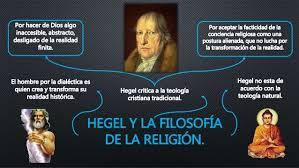 Por hacer de Dios algo
inaccesible, abstracto,
desligado de la realidad
finita.
Por aceptar la facticidad de la
conciencia religiosa como una
postura alienada, que no lucha por
la transformación de la realidad.
El hombre por la dialéctica es
quien crea y transforma su
realidad histórica.
Hegel critica a la teología
cristiana tradicional.
Hegel no esta de
acuerdo con la
teología natural.
HEGEL Y LA FILOSOFÍA
DE LA RELIGIÓN.